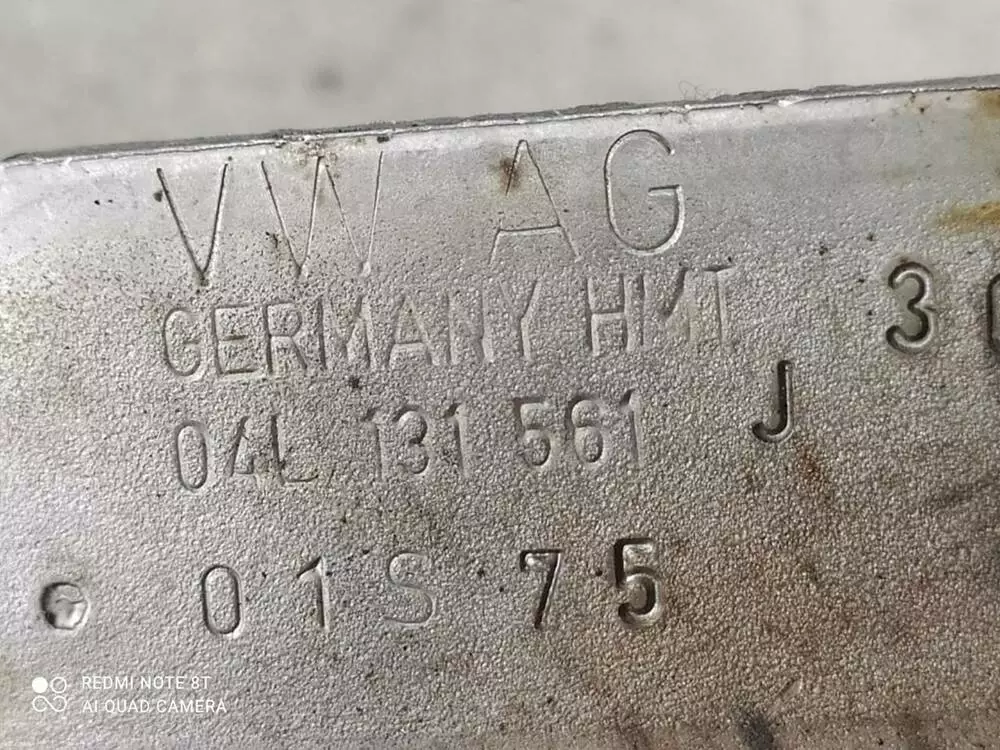 VW AG
GERMANY HMT 3
04L 131 561 J
01S 75
REDMI NOTE 8T
AI QUAD CAMERA